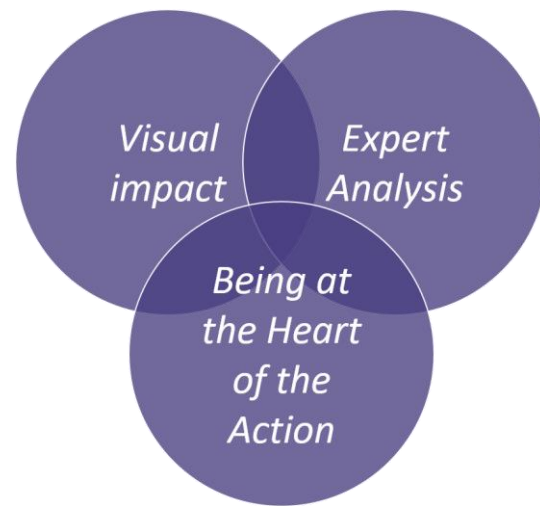 Visual
impact
Expert
Analysis
Being at
the Heart
of the
Action